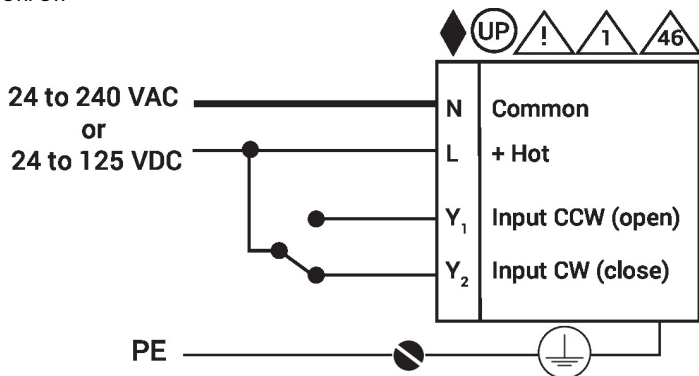 UP ! 1 46
24 to 240 VAC
or
24 to 125 VDC
N Common
L + Hot
Y₁ Input CCW (open)
Y₂ Input CW (close)
PE